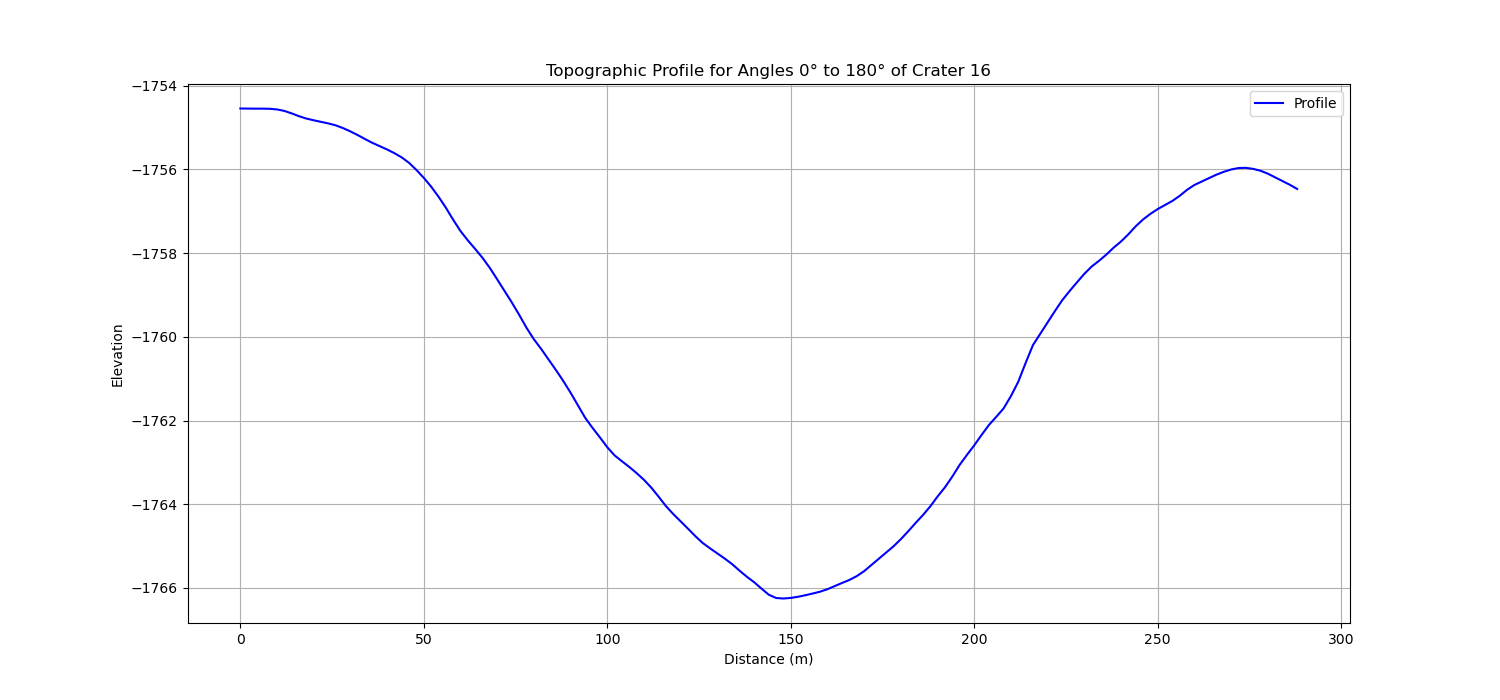 Topographic Profile for Angles 0° to 180° of Crater 16
Profile
Elevation
−1754
−1756
−1758
−1760
−1762
−1764
−1766
0 50 100 150 200 250 300
Distance (m)